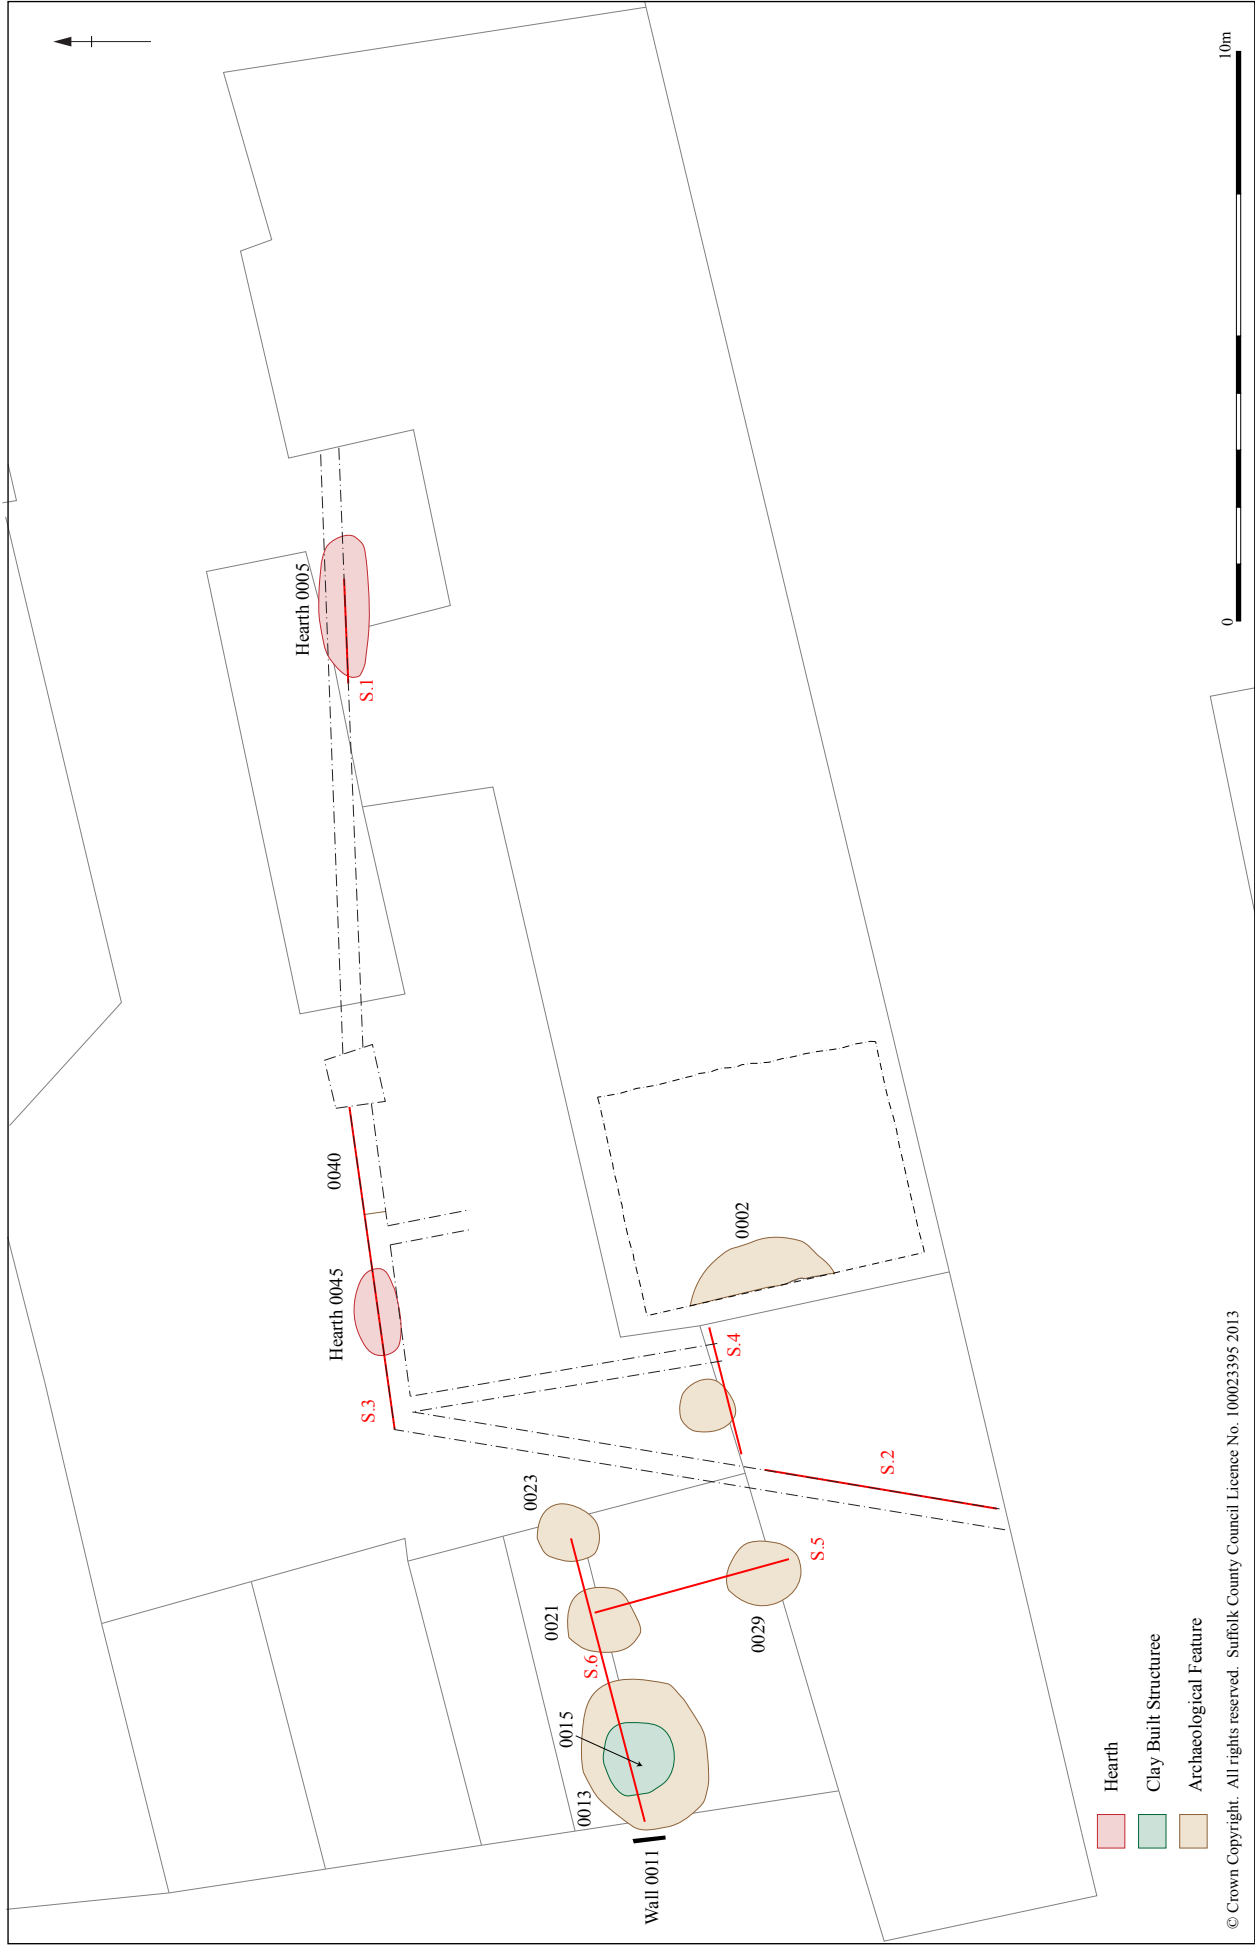 Hearth 0005
S.1
0040
Hearth 0045
S.3
0002
S.4
S.2
0023
0021
S.6
S.5
0029
0015
0013
Wall 0011
0
10m
Hearth
Clay Built Structuree
Archaeological Feature
© Crown Copyright. All rights reserved. Suffolk County Council Licence No. 100023395 2013